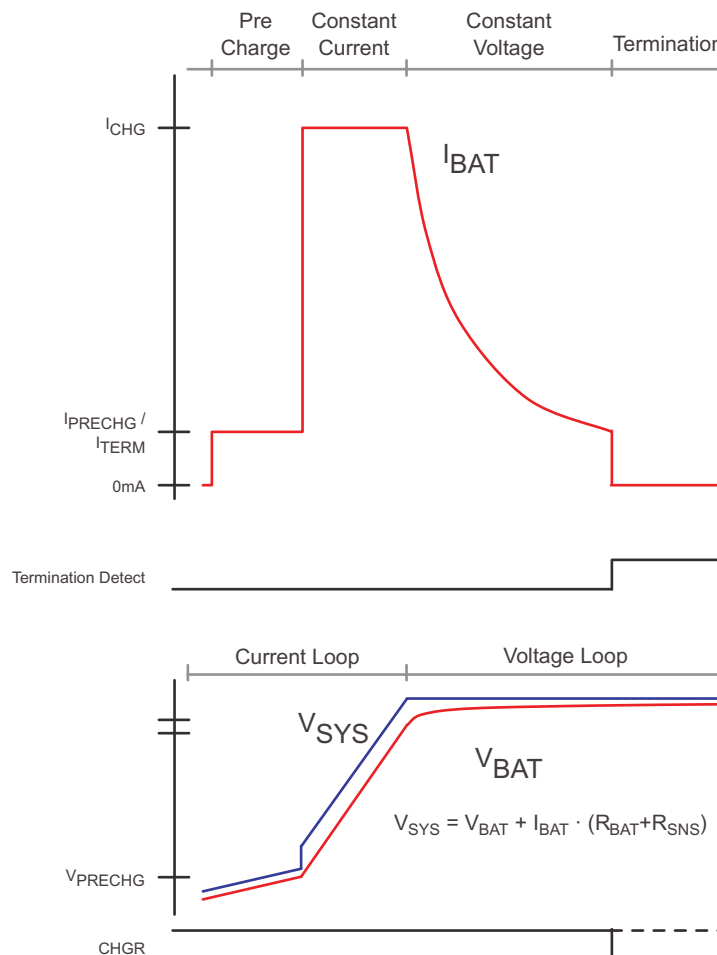 Pre Charge
Constant Current
Constant Voltage
Termination
ICHG
IBAT
IPRECHG /
ITERM
0mA
Termination Detect
Current Loop
Voltage Loop
VSYS
VBAT
VSYS = VBAT + IBAT · (RBAT+RSNS)
VPRECHG
CHGR